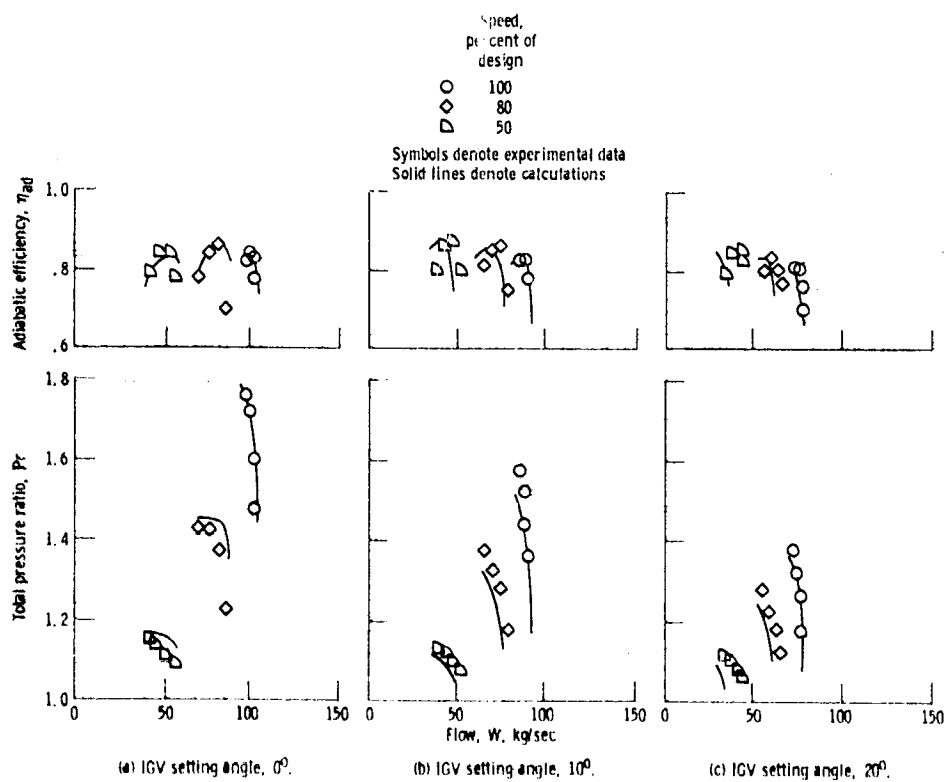 Speed,
percent of
design
100
80
50
Symbols denote experimental data
Solid lines denote calculations
Adiabatic efficiency, ηad
1.0
.8
.6
Total pressure ratio, Pr
1.8
1.6
1.4
1.2
1.0
0 50 100 150
0 50 100 150
0 50 100 150
Flow, W, kg/sec
(a) IGV setting angle, 0°.
(b) IGV setting angle, 10°.
(c) IGV setting angle, 20°.